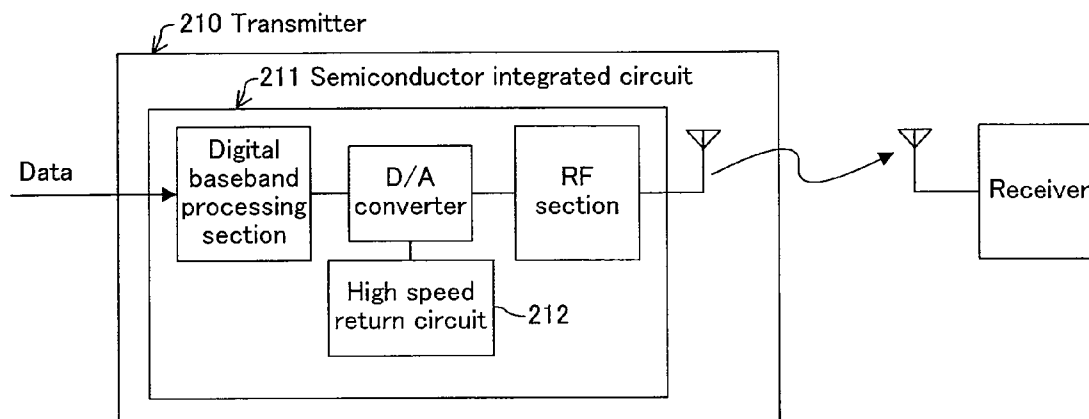 210 Transmitter
211 Semiconductor integrated circuit
Data
Digital
baseband
processing
section
D/A
converter
RF
section
Receiver
High speed
return circuit
212